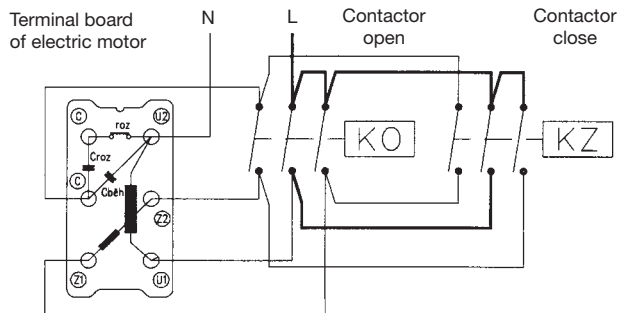 Terminal board
of electric motor
N
L
Contactor
open
Contactor
close
C
roz
U2
Croz
KO
KZ
C
Cběh
Z2
Z1
U1